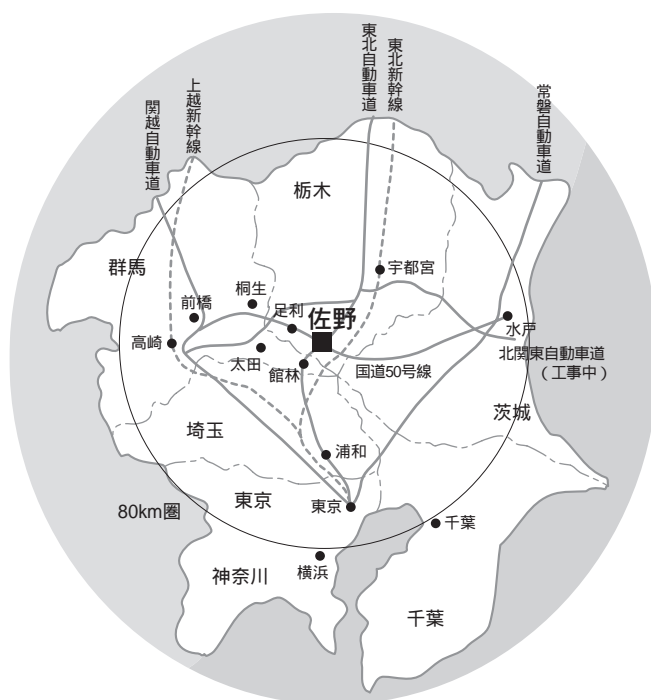 東北自動車道
東北新幹線
常磐自動車道
上越新幹線
関越自動車道
栃木
群馬
宇都宮
桐生
前橋
足利
佐野
水戸
高崎
太田
館林
国道50号線
北関東自動車道
（工事中）
茨城
埼玉
浦和
東京
東京
80km圏
千葉
横浜
神奈川
千葉